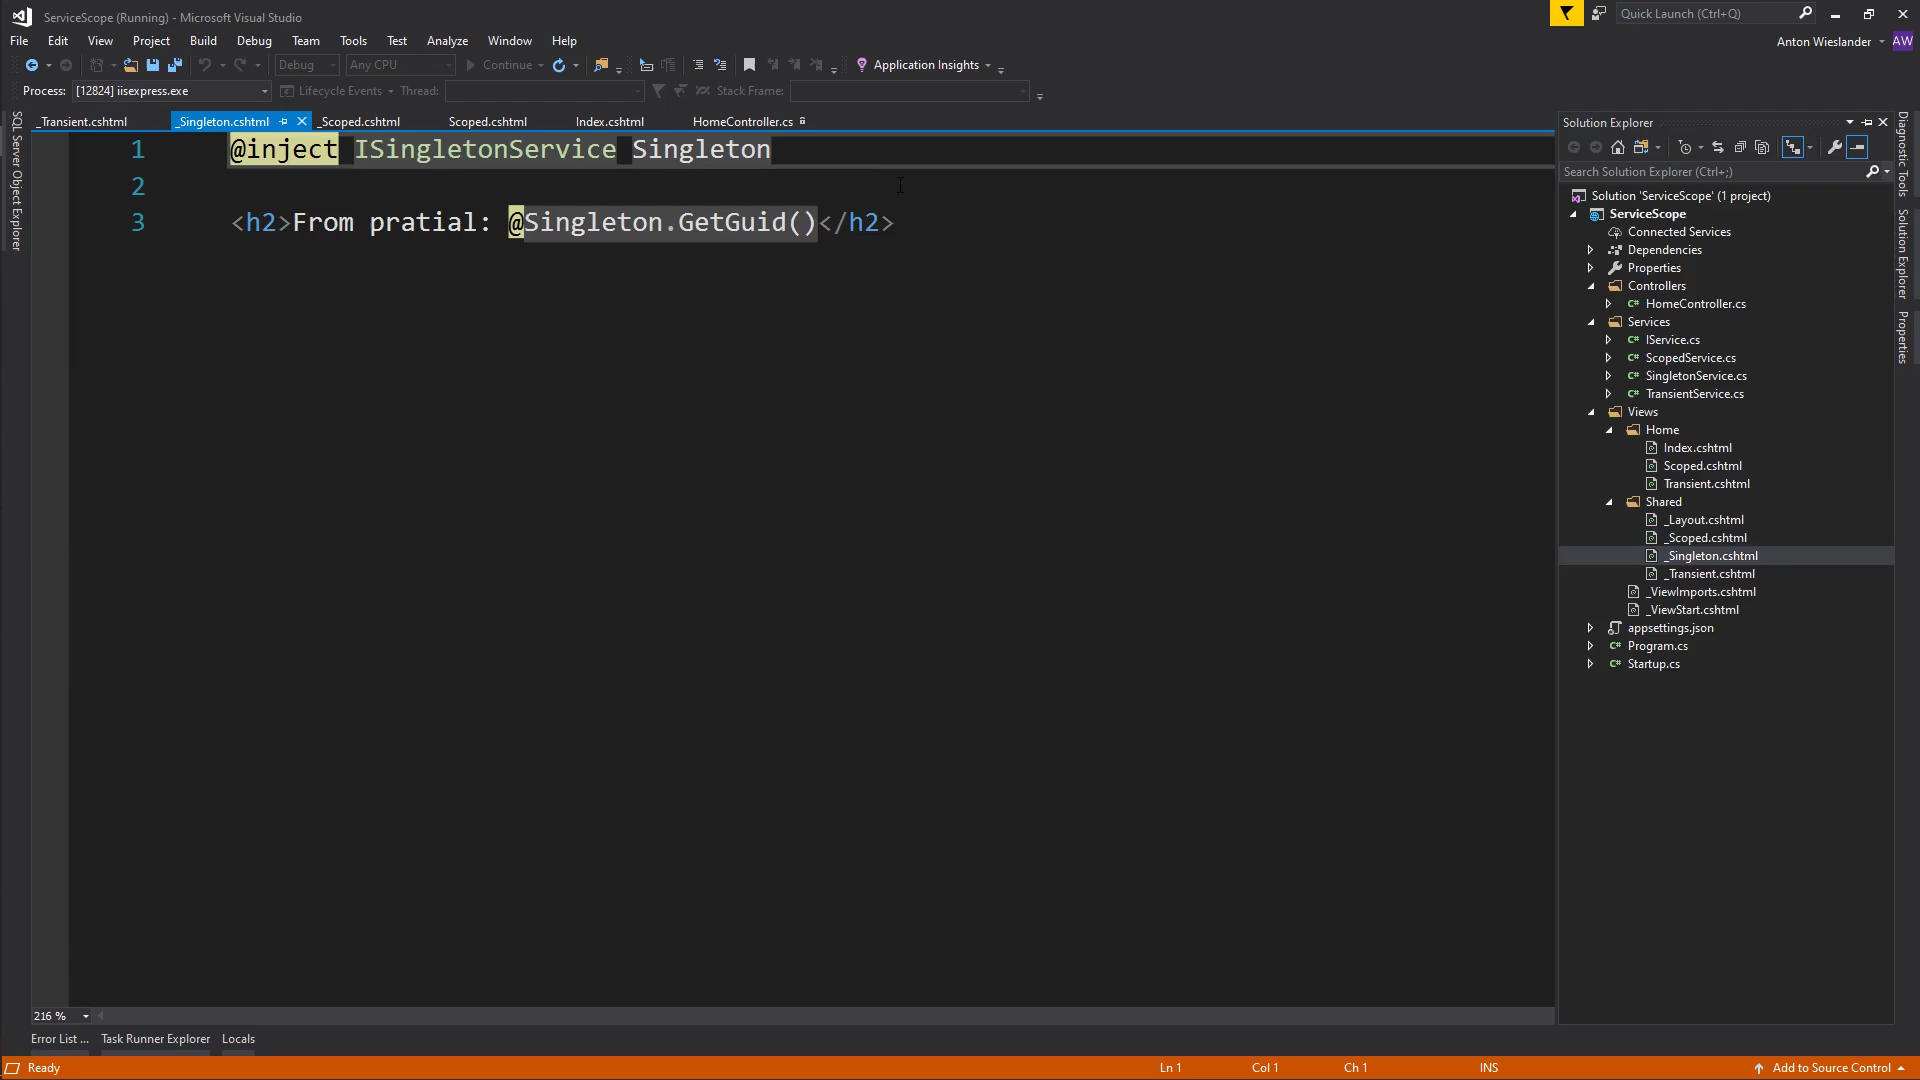 ServiceScope (Running) - Microsoft Visual Studio
Quick Launch (Ctrl+Q)
File Edit View Project Build Debug Team Tools Test Analyze Window Help
Anton Wieslander AW
Debug Any CPU Continue Application Insights
Process: [12824] iisexpress.exe Lifecycle Events Thread: Stack Frame:
_Transient.cshtml _Singleton.cshtml _Scoped.cshtml Scoped.cshtml Index.cshtml HomeController.cs
SQL Server Object Explorer
1 @inject ISingletonService Singleton
2
3 <h2>From pratial: @Singleton.GetGuid()</h2>
Solution Explorer
Search Solution Explorer (Ctrl+;)
Solution 'ServiceScope' (1 project)
ServiceScope
Connected Services
Dependencies
Properties
Controllers
C# HomeController.cs
Services
C# IService.cs
C# ScopedService.cs
C# SingletonService.cs
C# TransientService.cs
Views
Home
Index.cshtml
Scoped.cshtml
Transient.cshtml
Shared
_Layout.cshtml
_Scoped.cshtml
_Singleton.cshtml
_Transient.cshtml
_ViewImports.cshtml
_ViewStart.cshtml
appsettings.json
C# Program.cs
C# Startup.cs
Diagnostic Tools
Solution Explorer
Properties
216 %
Error List ... Task Runner Explorer Locals
Ready Ln 1 Col 1 Ch 1 INS Add to Source Control